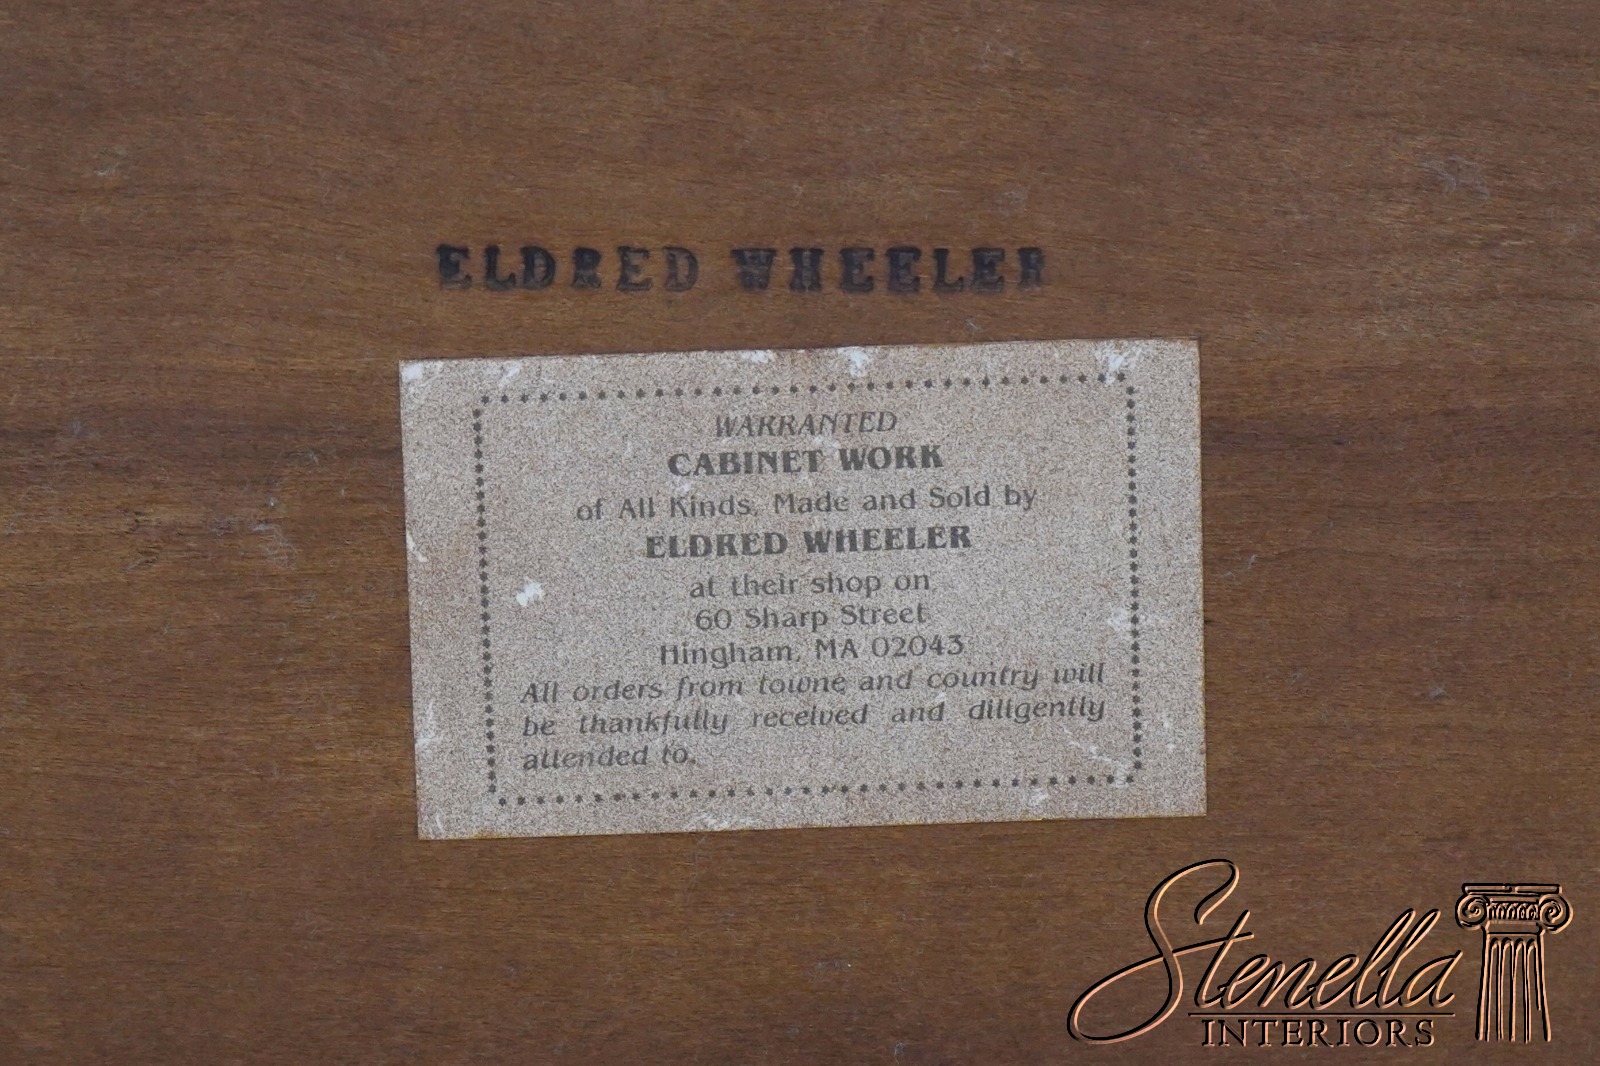 ELDRED WHEELER
WARRANTED
CABINET WORK
of All Kinds, Made and Sold by
ELDRED WHEELER
at their shop on
60 Sharp Street
Hingham, MA 02043
All orders from towne and country will
be thankfully received and diligently
attended to.
Stenella
INTERIORS